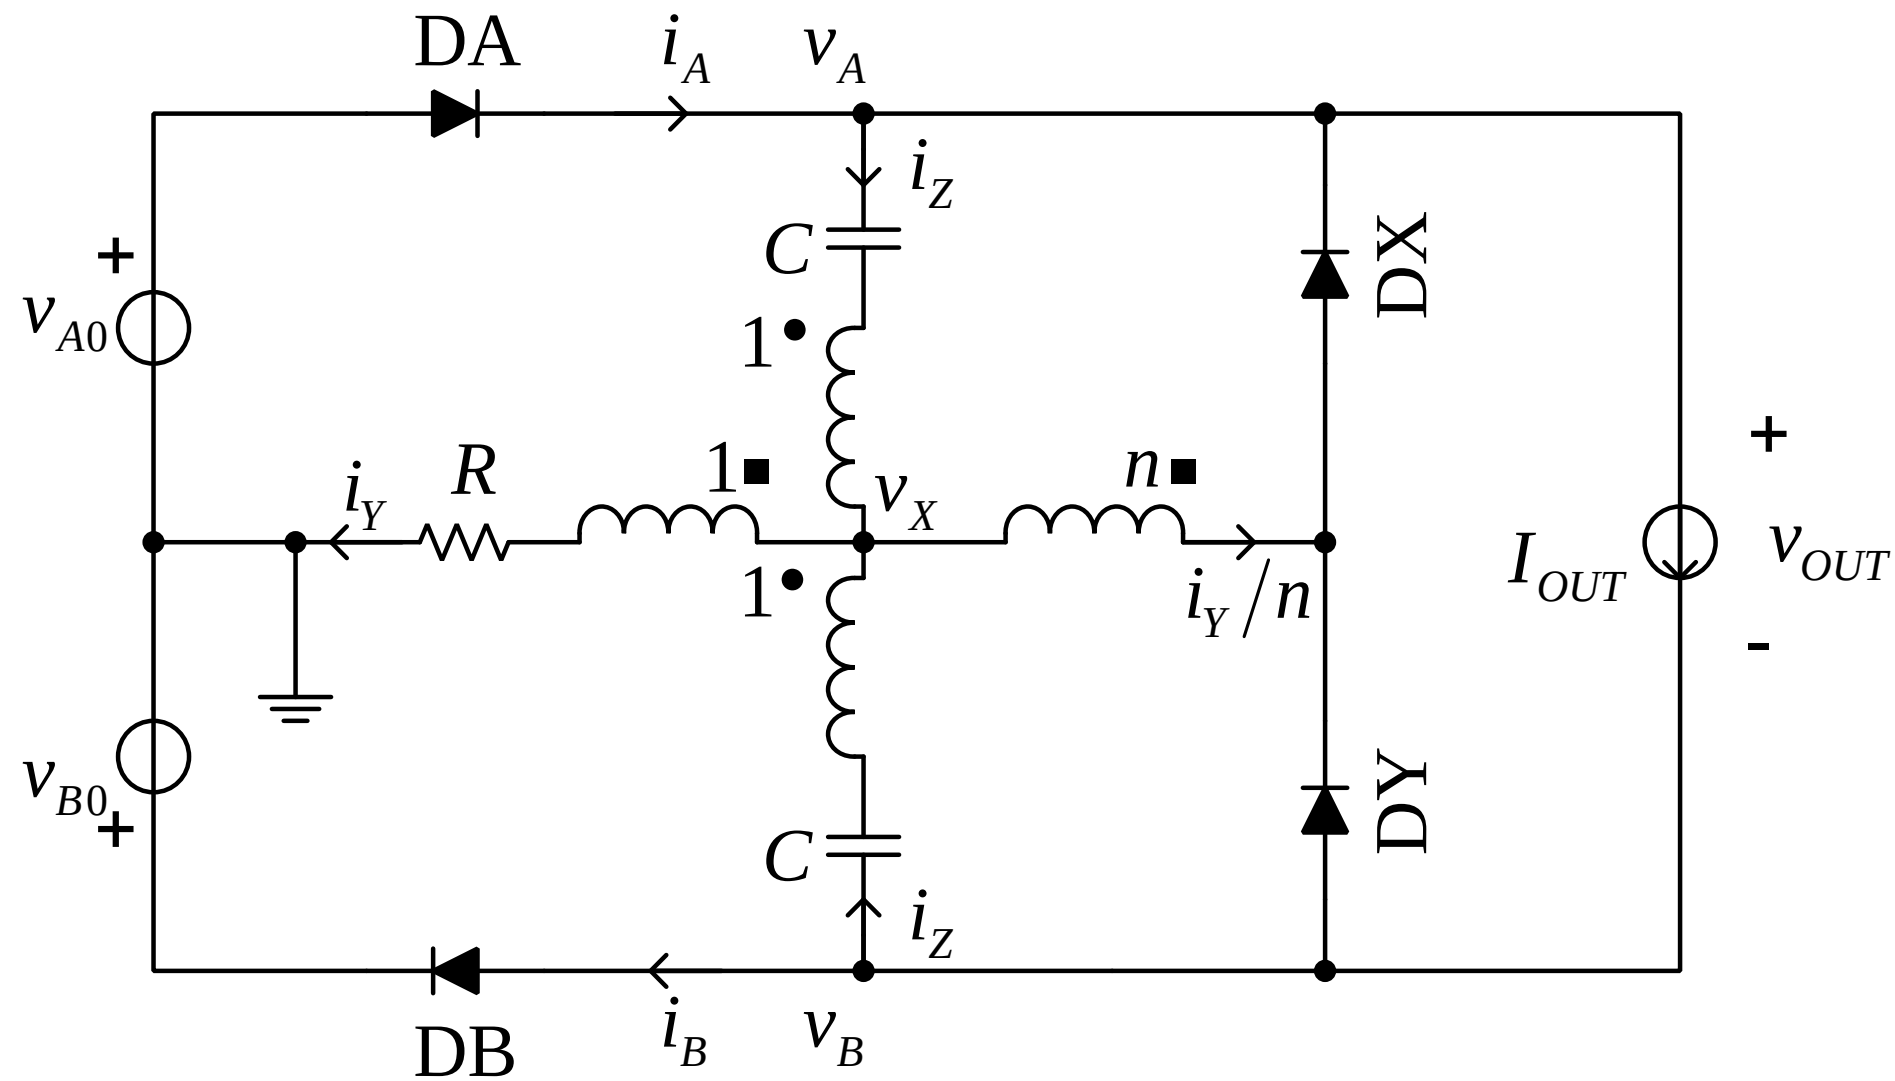 DA
i_A
v_A
i_Z
C
+
v_A0
1
DX
1
n
i_Y
R
v_X
+
I_OUT
v_OUT
1
i_Y/n
-
v_B0
+
DY
C
i_Z
i_B
v_B
DB